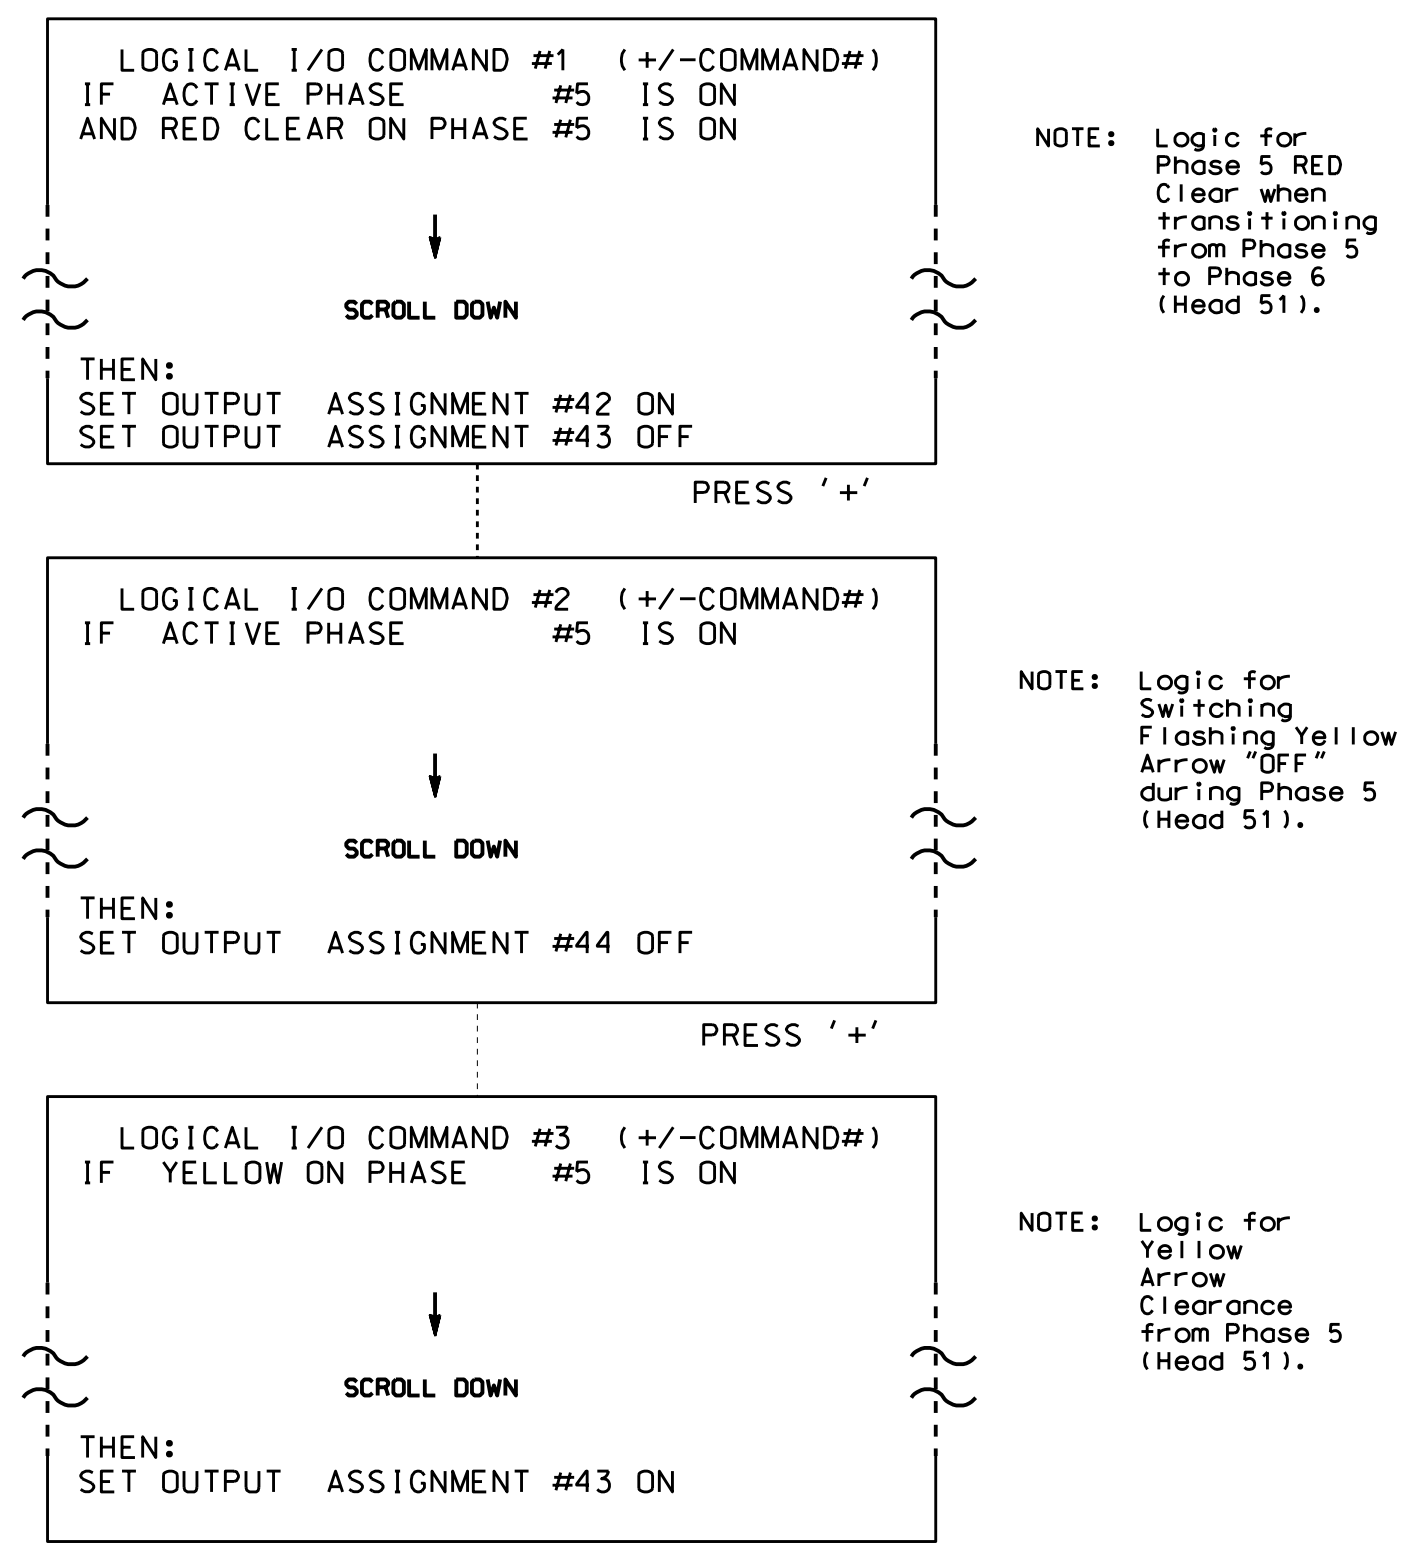 LOGICAL I/O COMMAND #1 (+/-COMMAND#)
IF ACTIVE PHASE #5 IS ON
AND RED CLEAR ON PHASE #5 IS ON
SCROLL DOWN
THEN:
SET OUTPUT ASSIGNMENT #42 ON
SET OUTPUT ASSIGNMENT #43 OFF
NOTE: Logic for
Phase 5 RED
Clear when
transitioning
from Phase 5
to Phase 6
(Head 51).
PRESS '+'
LOGICAL I/O COMMAND #2 (+/-COMMAND#)
IF ACTIVE PHASE #5 IS ON
SCROLL DOWN
THEN:
SET OUTPUT ASSIGNMENT #44 OFF
NOTE: Logic for
Switching
Flashing Yellow
Arrow "OFF"
during Phase 5
(Head 51).
PRESS '+'
LOGICAL I/O COMMAND #3 (+/-COMMAND#)
IF YELLOW ON PHASE #5 IS ON
SCROLL DOWN
THEN:
SET OUTPUT ASSIGNMENT #43 ON
NOTE: Logic for
Yellow
Arrow
Clearance
from Phase 5
(Head 51).